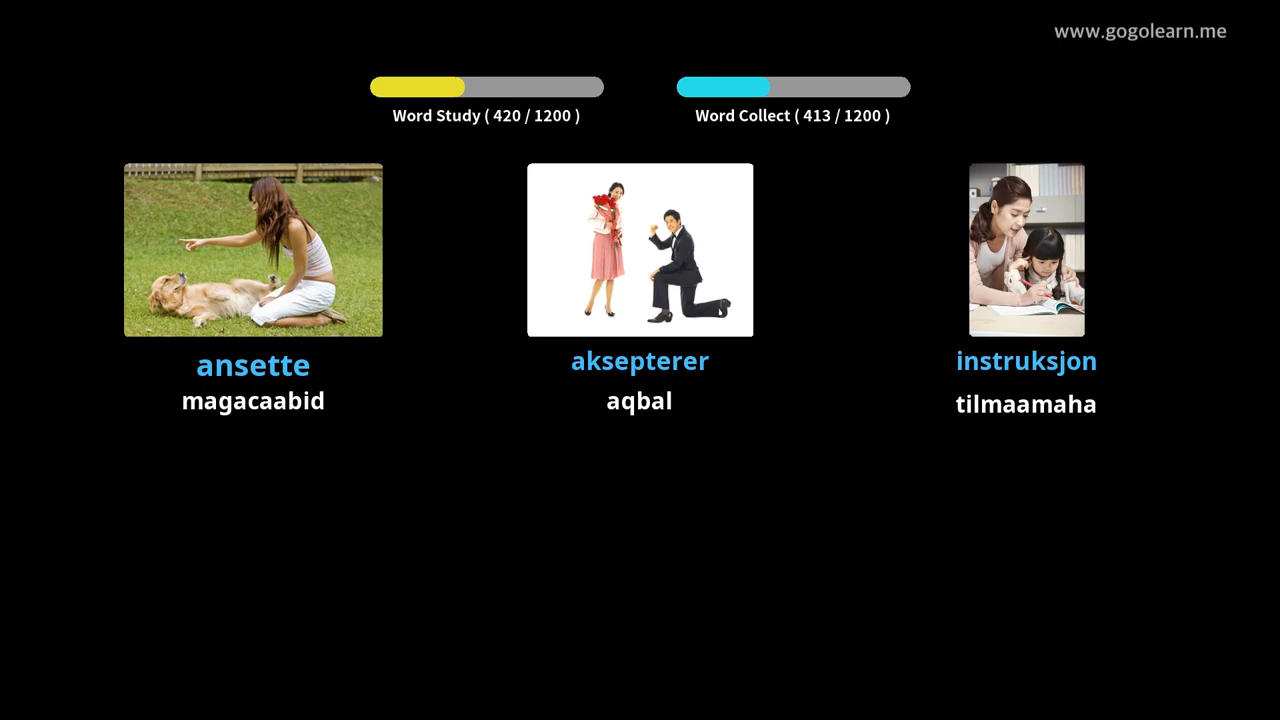 www.gogolearn.me
Word Study ( 420 / 1200 )
Word Collect ( 413 / 1200 )
ansette
magacaabid
aksepterer
aqbal
instruksjon
tilmaamaha